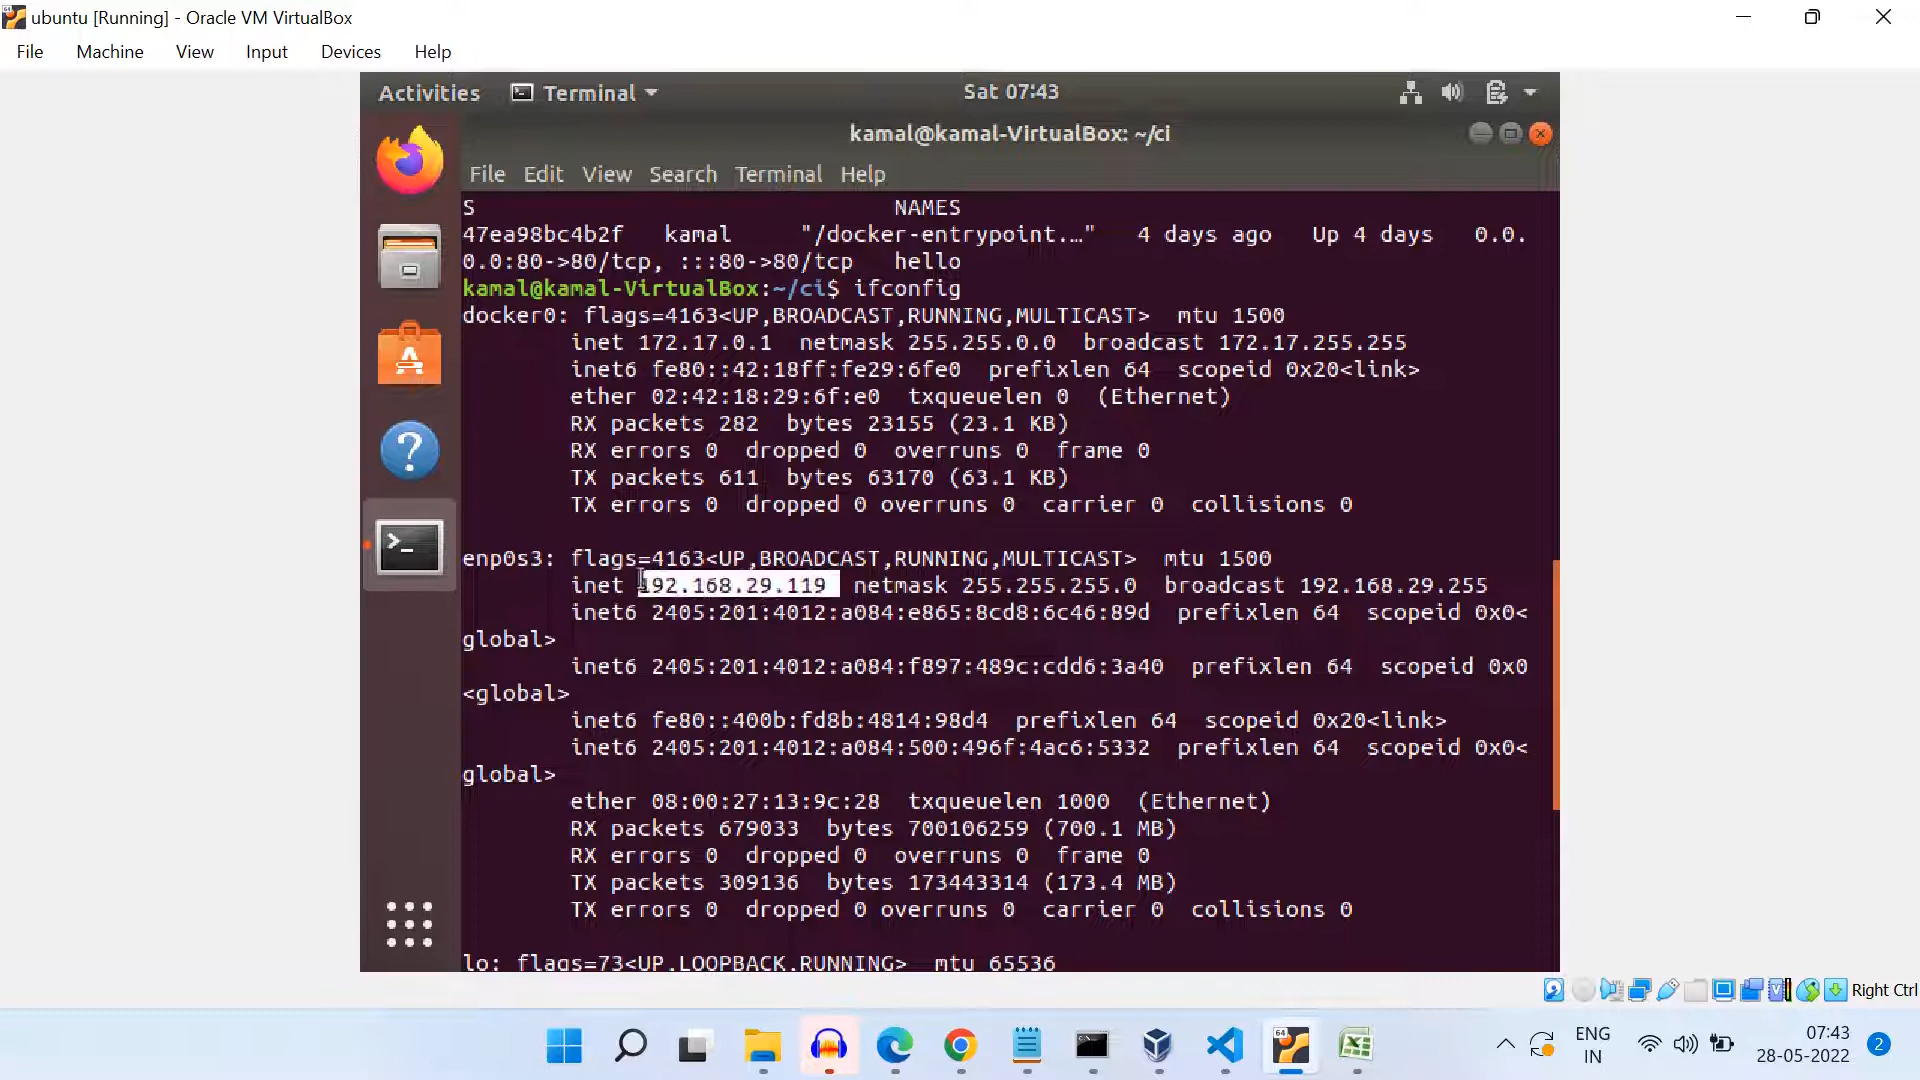 ubuntu [Running] - Oracle VM VirtualBox
File Machine View Input Devices Help
Activities Terminal Sat 07:43
kamal@kamal-VirtualBox: ~/ci
File Edit View Search Terminal Help
S NAMES
47ea98bc4b2f kamal "/docker-entrypoint.…" 4 days ago Up 4 days 0.0.
0.0:80->80/tcp, :::80->80/tcp hello
kamal@kamal-VirtualBox:~/ci$ ifconfig
docker0: flags=4163<UP,BROADCAST,RUNNING,MULTICAST> mtu 1500
inet 172.17.0.1 netmask 255.255.0.0 broadcast 172.17.255.255
inet6 fe80::42:18ff:fe29:6fe0 prefixlen 64 scopeid 0x20<link>
ether 02:42:18:29:6f:e0 txqueuelen 0 (Ethernet)
RX packets 282 bytes 23155 (23.1 KB)
RX errors 0 dropped 0 overruns 0 frame 0
TX packets 611 bytes 63170 (63.1 KB)
TX errors 0 dropped 0 overruns 0 carrier 0 collisions 0
enp0s3: flags=4163<UP,BROADCAST,RUNNING,MULTICAST> mtu 1500
inet 192.168.29.119 netmask 255.255.255.0 broadcast 192.168.29.255
inet6 2405:201:4012:a084:e865:8cd8:6c46:89d prefixlen 64 scopeid 0x0<
global>
inet6 2405:201:4012:a084:f897:489c:cdd6:3a40 prefixlen 64 scopeid 0x0
<global>
inet6 fe80::400b:fd8b:4814:98d4 prefixlen 64 scopeid 0x20<link>
inet6 2405:201:4012:a084:500:496f:4ac6:5332 prefixlen 64 scopeid 0x0<
global>
ether 08:00:27:13:9c:28 txqueuelen 1000 (Ethernet)
RX packets 679033 bytes 700106259 (700.1 MB)
RX errors 0 dropped 0 overruns 0 frame 0
TX packets 309136 bytes 173443314 (173.4 MB)
TX errors 0 dropped 0 overruns 0 carrier 0 collisions 0
lo: flags=73<UP,LOOPBACK,RUNNING> mtu 65536
Right Ctrl
64
ENG
IN
07:43
28-05-2022
2